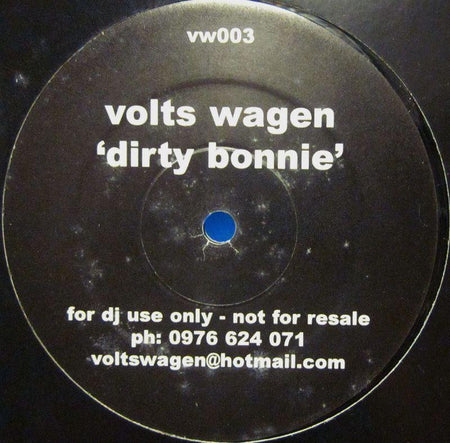 vw003
volts wagen
‘dirty bonnie’
for dj use only - not for resale
ph: 0976 624 071
voltswagen@hotmail.com